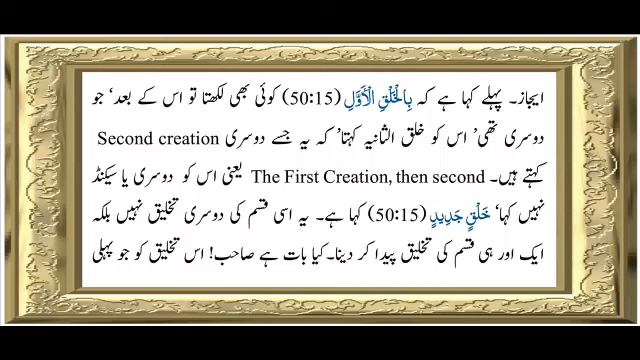 ایجاز۔ پہلے کہا ہے کہ بِالْخَلْقِ الْاَوَّلِ (50:15) کوئی بھی لکھتا تو اس کے بعد’ جو
دوسری تھی’ اس کو خلق الثانیہ کہتا’ کہ یہ جسے دوسری Second creation
کہتے ہیں۔ The First Creation, then second یعنی اس کو دوسری یا سیکنڈ
نہیں کہا’ خَلْقٍ جَدِیْدٍ (50:15) کہا ہے۔ یہ اسی قسم کی دوسری تخلیق نہیں بلکہ
ایک اور ہی قسم کی تخلیق پیدا کر دینا۔ کیا بات ہے صاحب! اس تخلیق کو جو پہلی